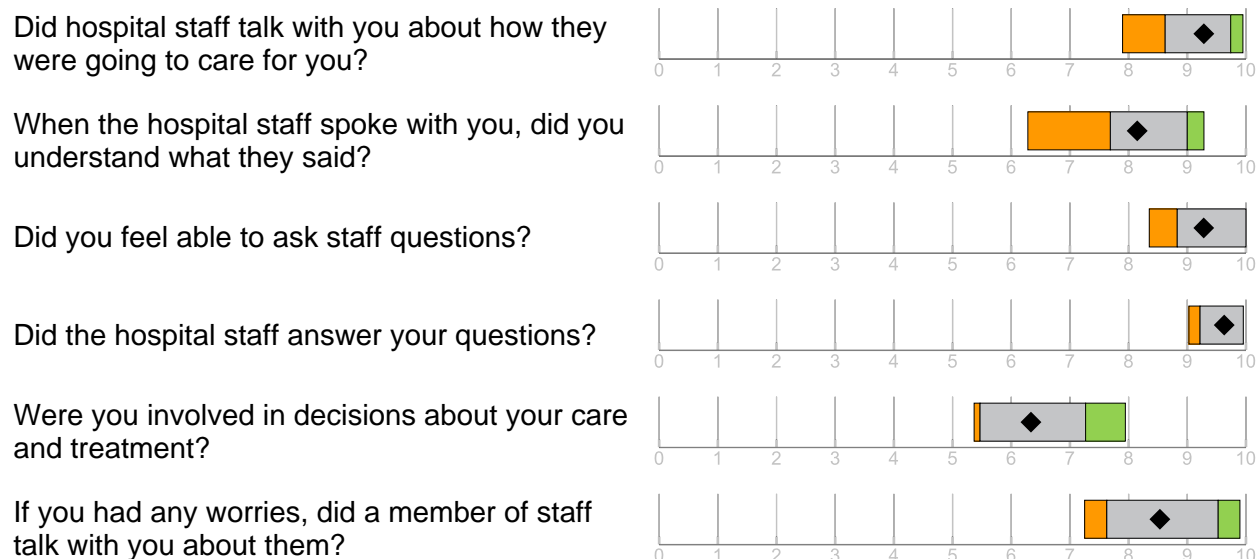 Did hospital staff talk with you about how they
were going to care for you?
0 1 2 3 4 5 6 7 8 9 10
When the hospital staff spoke with you, did you
understand what they said?
0 1 2 3 4 5 6 7 8 9 10
Did you feel able to ask staff questions?
0 1 2 3 4 5 6 7 8 9 10
Did the hospital staff answer your questions?
0 1 2 3 4 5 6 7 8 9 10
Were you involved in decisions about your care
and treatment?
0 1 2 3 4 5 6 7 8 9 10
If you had any worries, did a member of staff
talk with you about them?
0 1 2 3 4 5 6 7 8 9 10